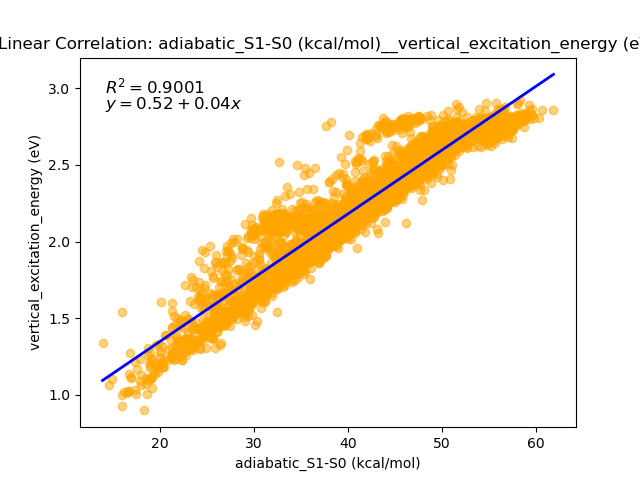 Linear Correlation: adiabatic_S1-S0 (kcal/mol)__vertical_excitation_energy (e
R² = 0.9001
y = 0.52 + 0.04x
3.0
2.5
2.0
1.5
1.0
vertical_excitation_energy (eV)
20 30 40 50 60
adiabatic_S1-S0 (kcal/mol)